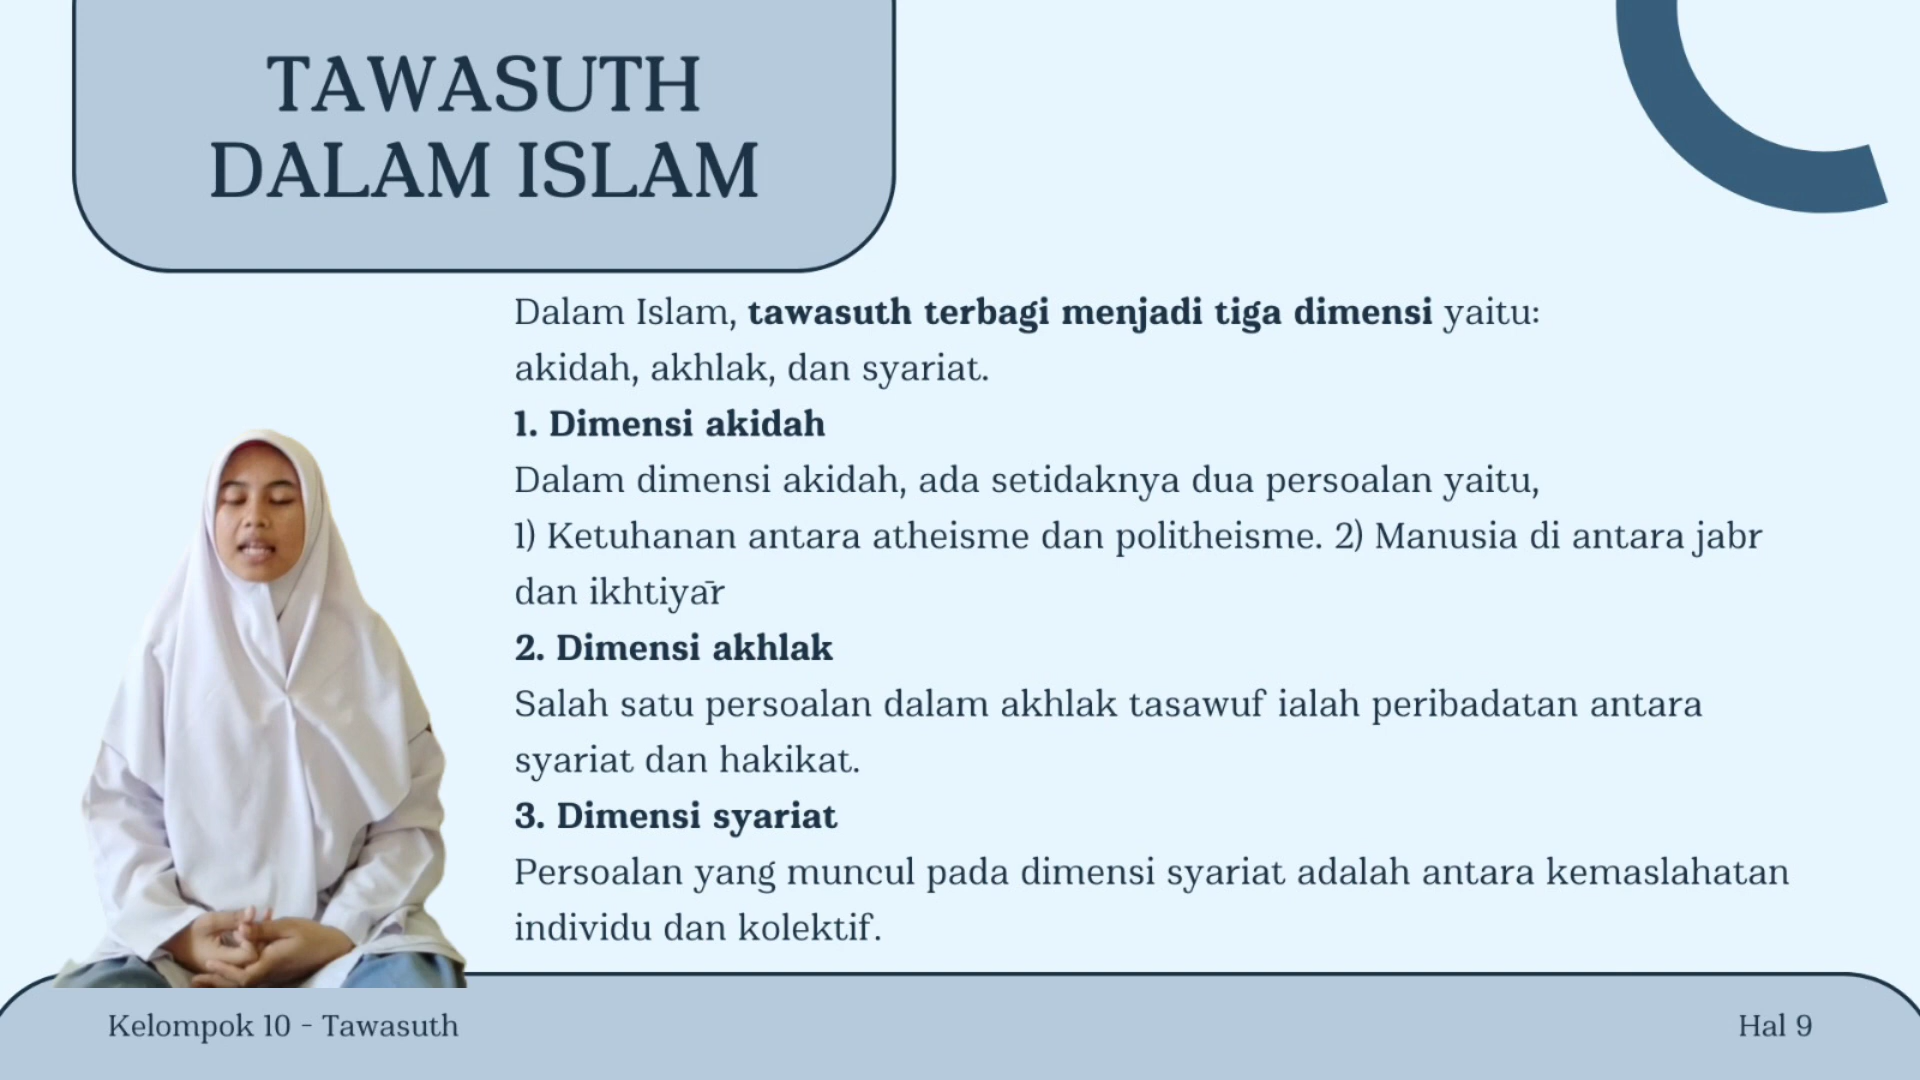 TAWASUTH
DALAM ISLAM
Dalam Islam, tawasuth terbagi menjadi tiga dimensi yaitu:
akidah, akhlak, dan syariat.
1. Dimensi akidah
Dalam dimensi akidah, ada setidaknya dua persoalan yaitu,
1) Ketuhanan antara atheisme dan politheisme. 2) Manusia di antara jabr
dan ikhtiyār
2. Dimensi akhlak
Salah satu persoalan dalam akhlak tasawuf ialah peribadatan antara
syariat dan hakikat.
3. Dimensi syariat
Persoalan yang muncul pada dimensi syariat adalah antara kemaslahatan
individu dan kolektif.
Kelompok 10 - Tawasuth
Hal 9